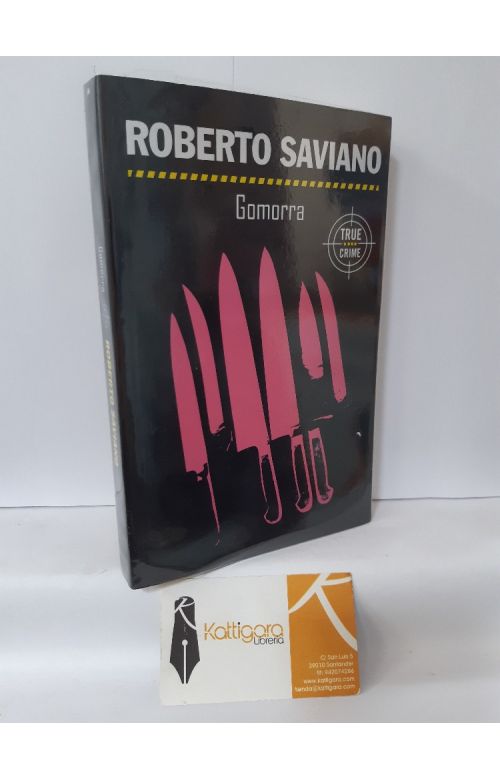 ROBERTO SAVIANO
Gomorra
TRUE
CRIME
Gomorra ROBERTO SAVIANO
Kattigara
Librería
C/ San Luis 5
39010 Santander
tlf: 942074286
www.kattigara.com
tienda@kattigara.com